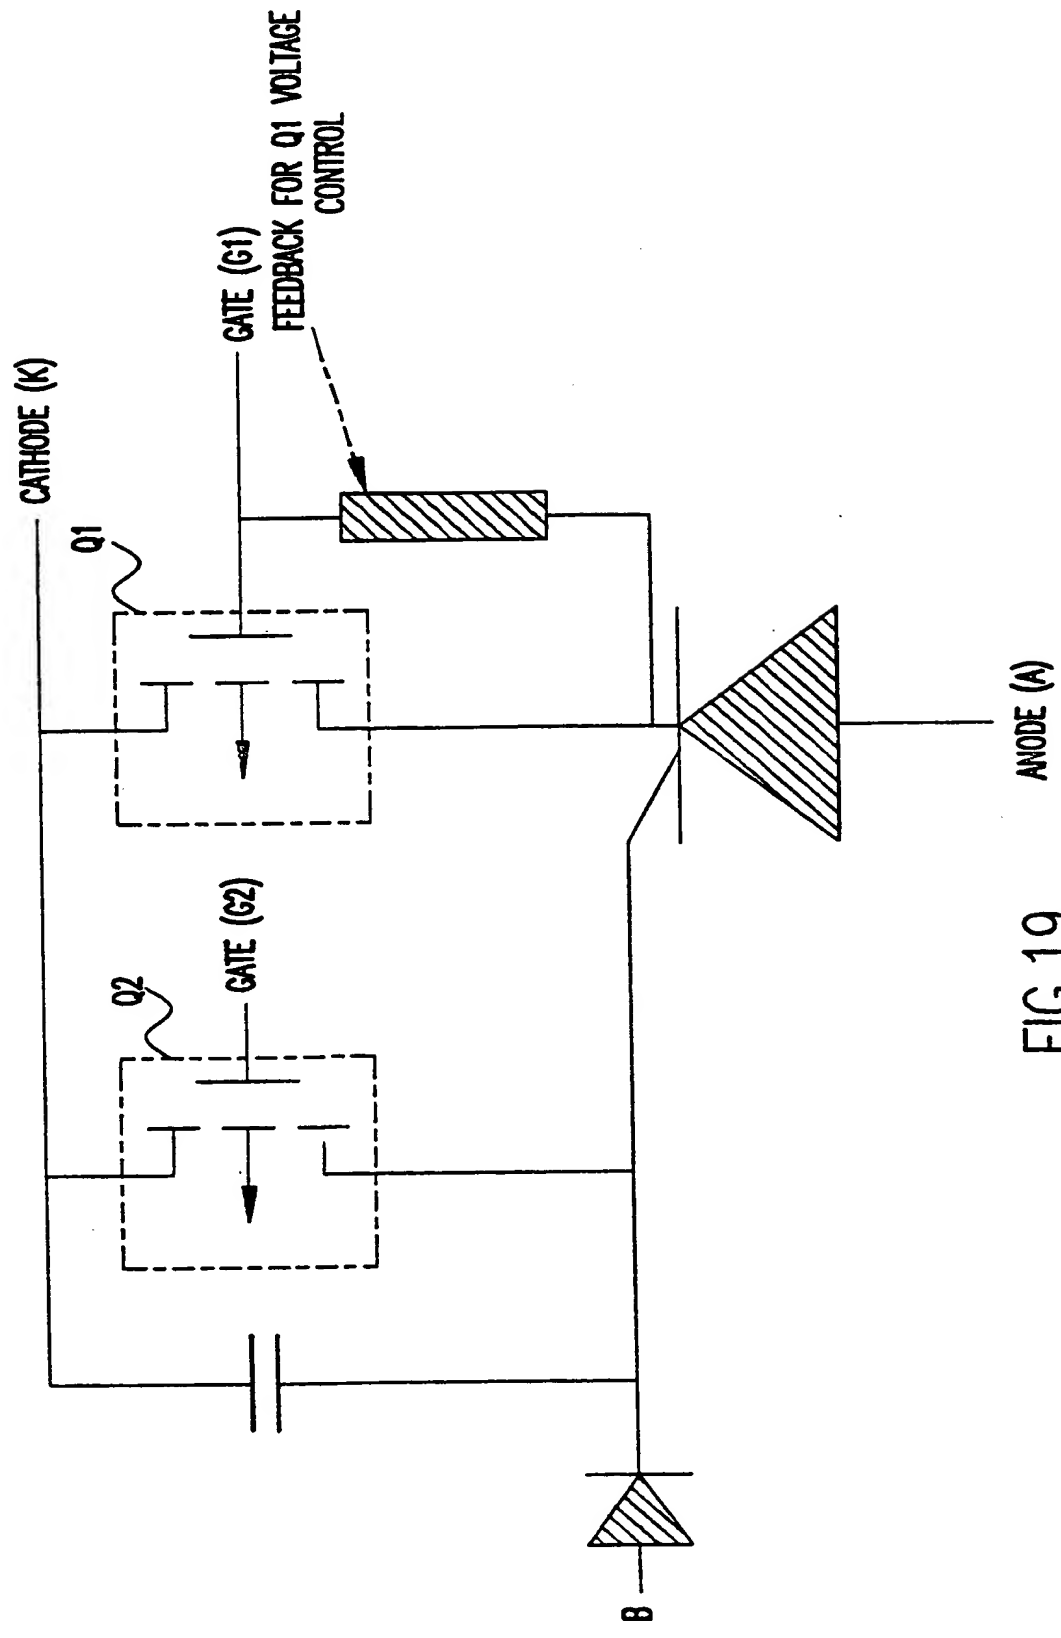 CATHODE (K)
Q1
GATE (G1)
FEEDBACK FOR Q1 VOLTAGE
CONTROL
Q2
GATE (G2)
B
ANODE (A)
FIG. 19